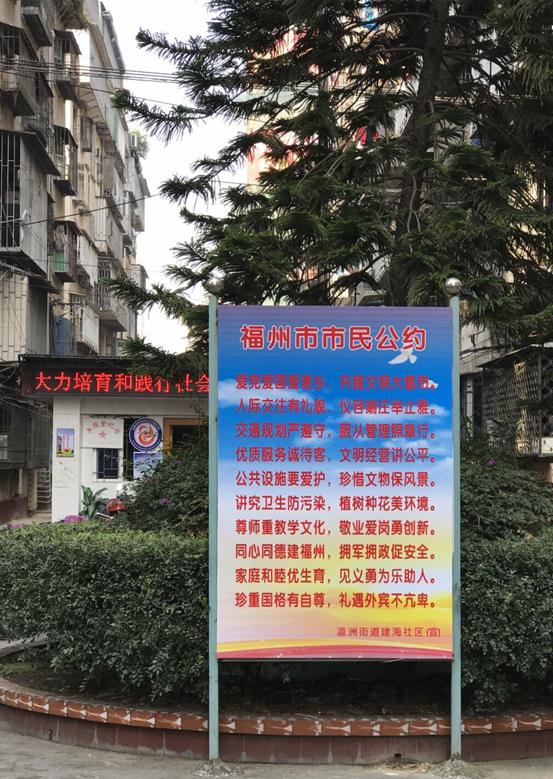 福州市市民公约
爱党爱国爱家乡，共建文明大都市。
人际交往有礼貌，仪容端庄举止雅。
交通规划严遵守，服从管理照章行。
优质服务诚待客，文明经营讲公平。
公共设施要爱护，珍惜文物保风景。
讲究卫生防污染，植树种花美环境。
尊师重教学文化，敬业爱岗勇创新。
同心同德建福州，拥军拥政促安全。
家庭和睦优生育，见义勇为乐助人。
珍重国格有自尊，礼遇外宾不亢卑。
瀛洲街道建海社区(宣)
大力培育和践行社会